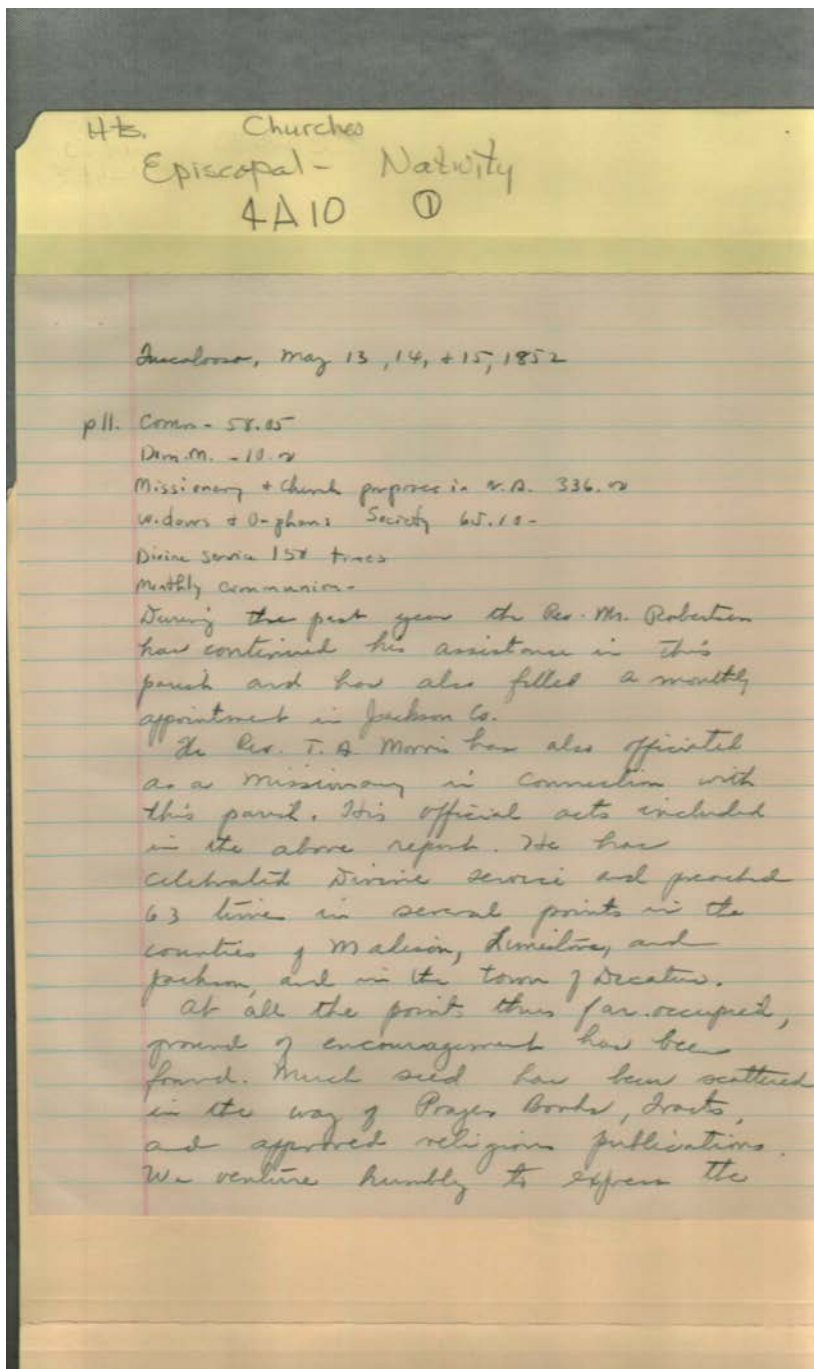 Hts. Churches
Episcopal - Nativity
4A10 ①
Tuscaloosa, May 13, 14, + 15, 1852
p11. Comm - 58.05
Dom. M. - 10.00
Missionary + Church purposes in N.A. 336.00
Widows + Orphans Society 65.10 -
Divine service 158 times
Monthly communion -
During the past year the Rev. Mr. Robertson
has continued his assistance in this
parish and has also filled a monthly
appointment in Jackson Co.
The Rev. T. A. Morris has also officiated
as a missionary in connection with
this parish. His official acts included
in the above report. He has
celebrated Divine service and preached
63 time in several points in the
counties of Madison, Limestone, and
Jackson, and in the town of Decatur.
At all the points thus far occupied,
ground of encouragement has been
found. Much seed has been scattered
in the way of Prayer Books, Tracts,
and approved religious publications.
We venture humbly to express the